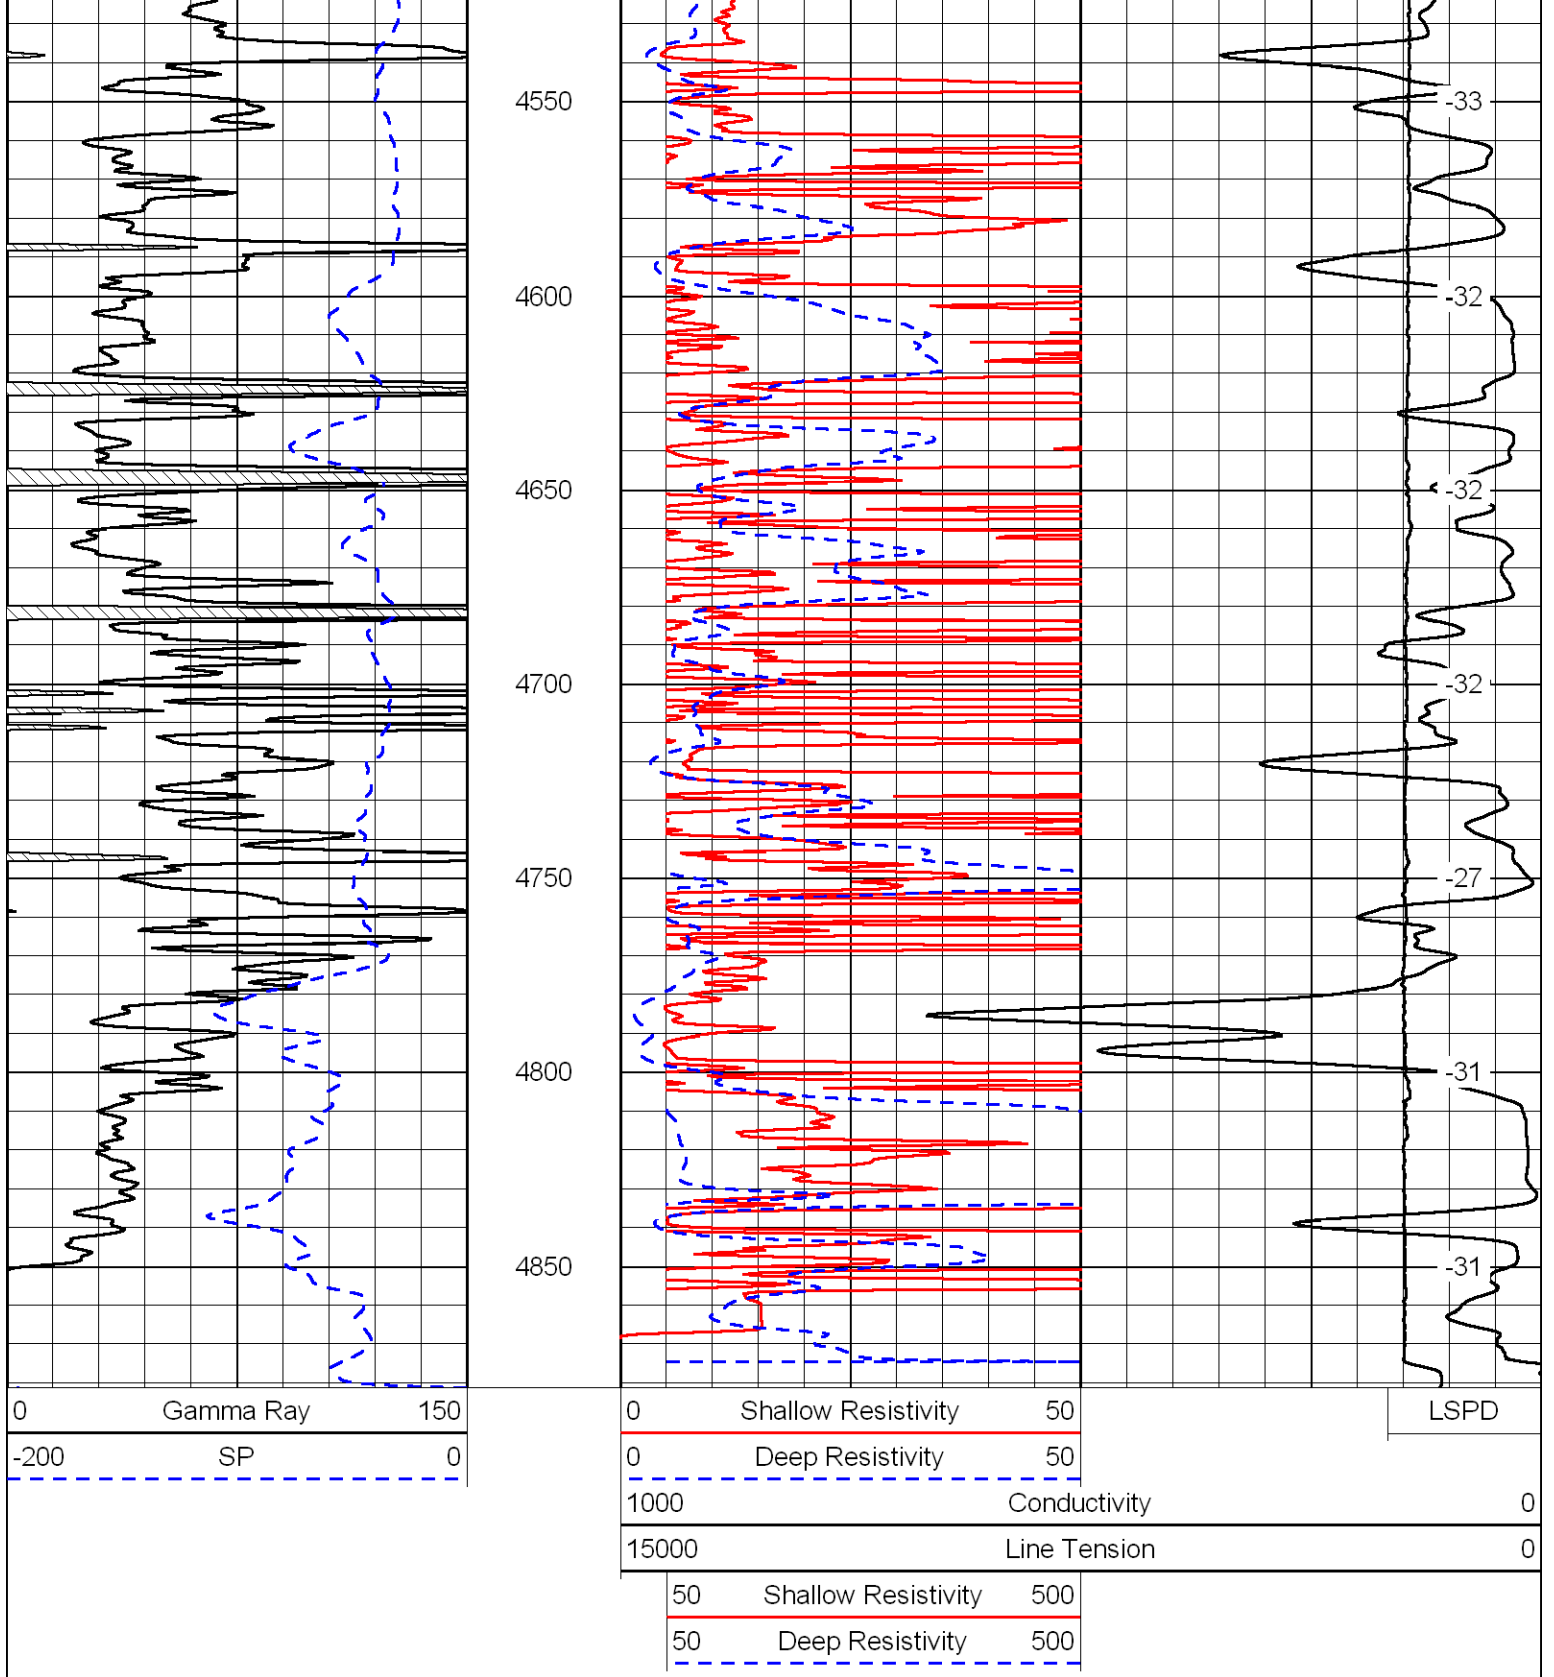 4550
-33
4600
-32
4650
-32
4700
-32
4750
-27
4800
-31
4850
-31
0 Gamma Ray 150
0 Shallow Resistivity 50
LSPD
-200 SP 0
0 Deep Resistivity 50
1000 Conductivity 0
15000 Line Tension 0
50 Shallow Resistivity 500
50 Deep Resistivity 500